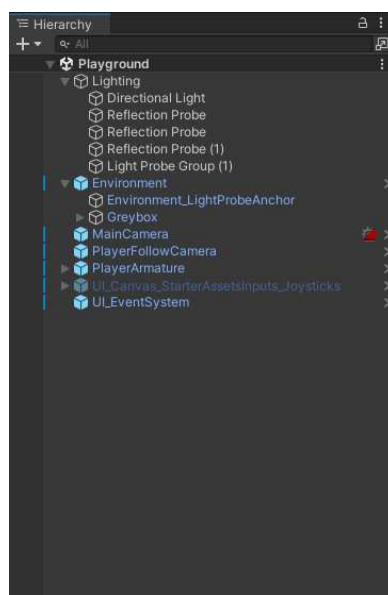 Hierarchy
All
Playground
Lighting
Directional Light
Reflection Probe
Reflection Probe
Reflection Probe (1)
Light Probe Group (1)
Environment
Environment_LightProbeAnchor
Greybox
MainCamera
PlayerFollowCamera
PlayerArmature
UI_Canvas_StarterAssetsInputs_Joysticks
UI_EventSystem